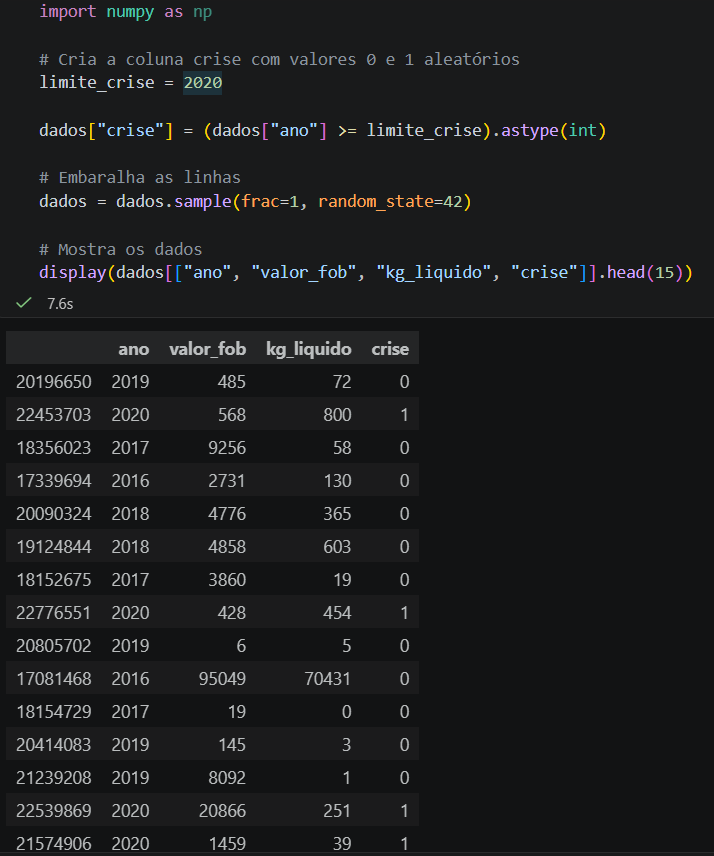 import numpy as np
# Cria a coluna crise com valores 0 e 1 aleatórios
limite_crise = 2020
dados["crise"] = (dados["ano"] >= limite_crise).astype(int)
# Embaralha as linhas
dados = dados.sample(frac=1, random_state=42)
# Mostra os dados
display(dados[["ano", "valor_fob", "kg_liquido", "crise"]].head(15))
7.6s
ano valor_fob kg_liquido crise
20196650 2019 485 72 0
22453703 2020 568 800 1
18356023 2017 9256 58 0
17339694 2016 2731 130 0
20090324 2018 4776 365 0
19124844 2018 4858 603 0
18152675 2017 3860 19 0
22776551 2020 428 454 1
20805702 2019 6 5 0
17081468 2016 95049 70431 0
18154729 2017 19 0 0
20414083 2019 145 3 0
21239208 2019 8092 1 0
22539869 2020 20866 251 1
21574906 2020 1459 39 1